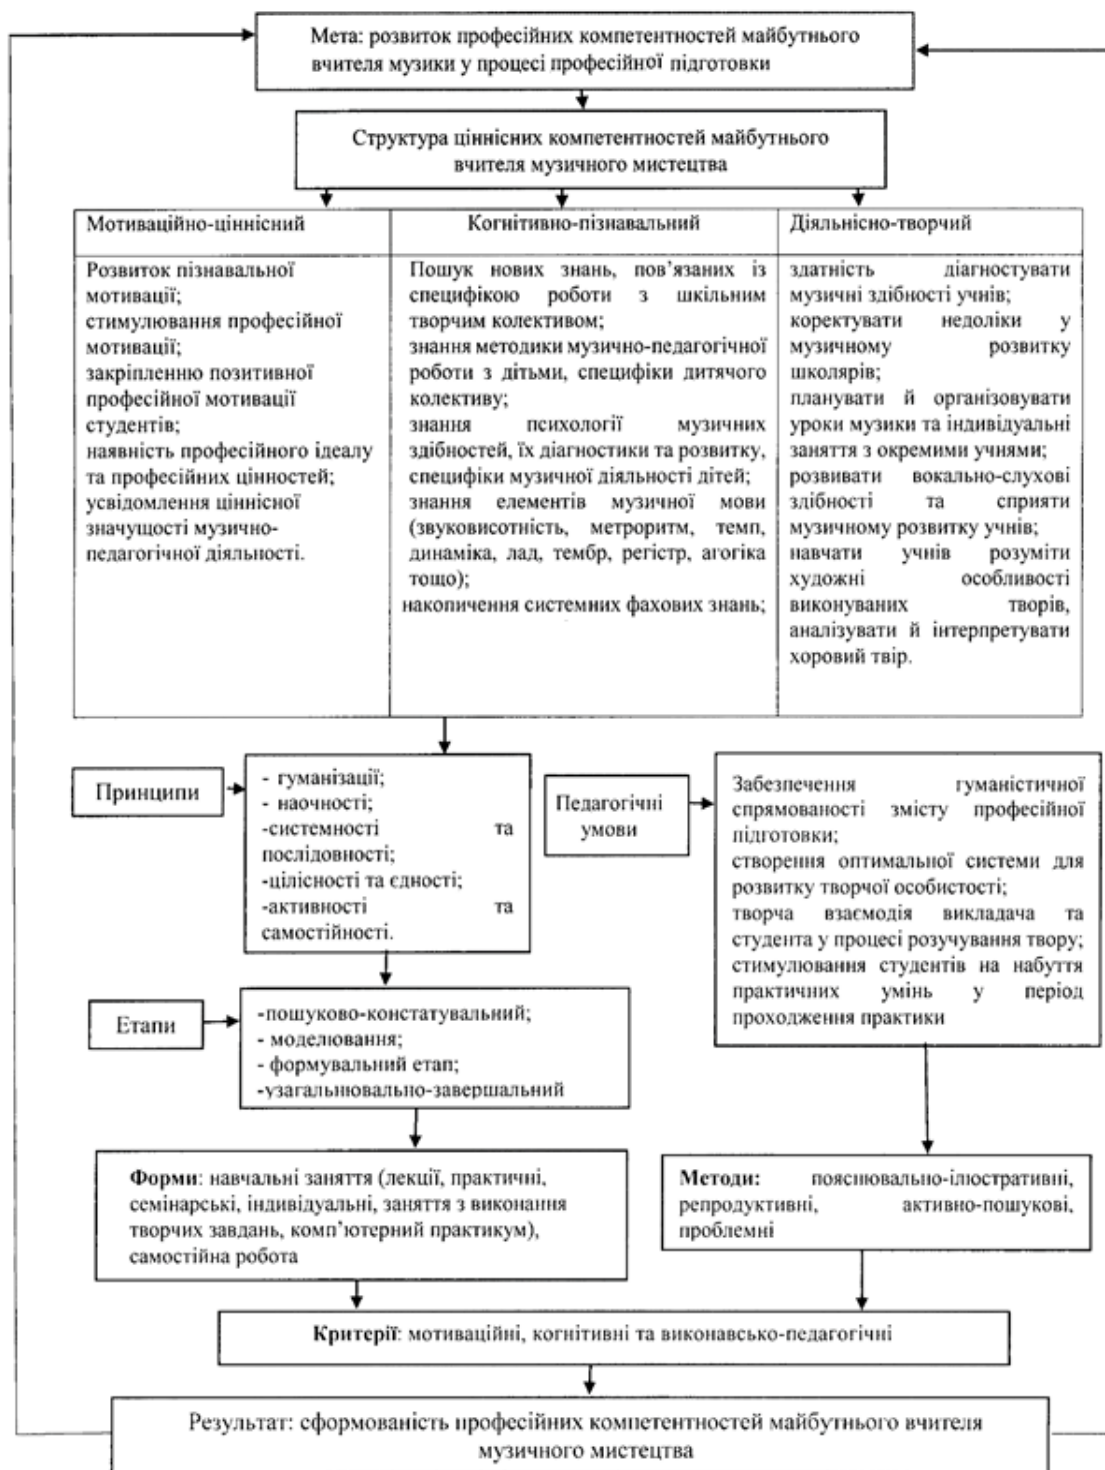 Мета: розвиток професійних компетентностей майбутнього
вчителя музики у процесі професійної підготовки
Структура ціннісних компетентностей майбутнього
вчителя музичного мистецтва
Мотиваційно-ціннісний
Розвиток пізнавальної
мотивації;
стимулювання професійної
мотивації;
закріпленню позитивної
професійної мотивації
студентів;
наявність професійного ідеалу
та професійних цінностей;
усвідомлення ціннісної
значущості музично-
педагогічної діяльності.
Когнитивно-пізнавальний
Пошук нових знань, пов’язаних із
специфікою роботи з шкільним
творчим колективом;
знання методики музично-педагогічної
роботи з дітьми, специфіки дитячого
колективу;
знання психології музичних
здібностей, їх діагностики та розвитку,
специфіки музичної діяльності дітей;
знання елементів музичної мови
(звуковисотність, метроритм, темп,
динаміка, лад, тембр, регістр, агогіка
тощо);
накопичення системних фахових знань;
Діяльнісно-творчий
здатність діагностувати
музичні здібності учнів;
коректувати недоліки у
музичному розвитку
школярів;
планувати й організовувати
уроки музики та індивідуальні
заняття з окремими учнями;
розвивати вокально-слухові
здібності та сприяти
музичному розвитку учнів;
навчати учнів розуміти
художні особливості
виконуваних творів,
аналізувати й інтерпретувати
хоровий твір.
Принципи
- гуманізації;
- наочності;
-системності та
послідовності;
-цілісності та єдності;
-активності та
самостійності.
Педагогічні
умови
Забезпечення гуманістичної
спрямованості змісту професійної
підготовки;
створення оптимальної системи для
розвитку творчої особистості;
творча взаємодія викладача та
студента у процесі розучування твору;
стимулювання студентів на набуття
практичних умінь у період
проходження практики
Етапи
-пошуково-констатувальний;
- моделювання;
- формувальний етап;
-узагальнювально-завершальний
Форми: навчальні заняття (лекції, практичні,
семінарські, індивідуальні, заняття з виконання
творчих завдань, комп’ютерний практикум),
самостійна робота
Методи: пояснювально-ілюстративні,
репродуктивні, активно-пошукові,
проблемні
Критерії: мотиваційні, когнітивні та виконавсько-педагогічні
Результат: сформованість професійних компетентностей майбутнього вчителя
музичного мистецтва